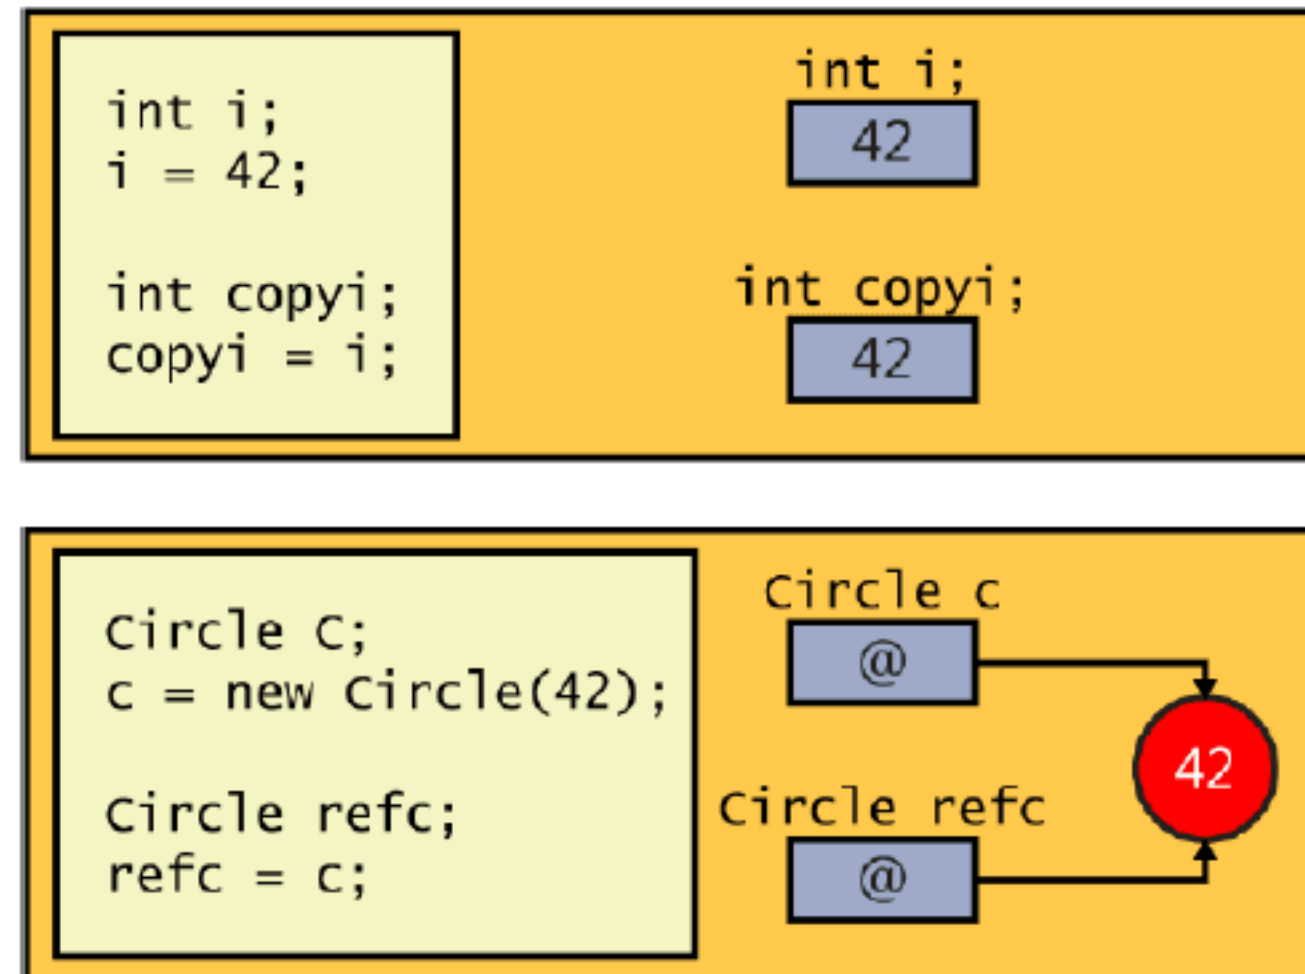 int i;
i = 42;
int copyi;
copyi = i;
int i;
42
int copyi;
42
Circle C;
c = new Circle(42);
Circle refc;
refc = c;
Circle c
@
Circle refc
@
42